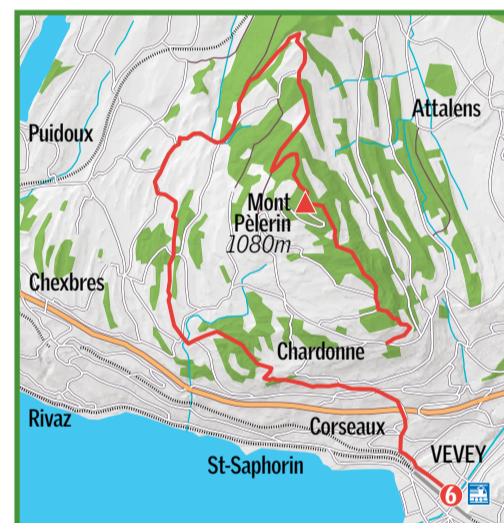 Attalens
Puidoux
Mont
Pèlerin
1080m
Chexbres
Chardonne
Rivaz
Corseaux
St-Saphorin
VEVEY
6